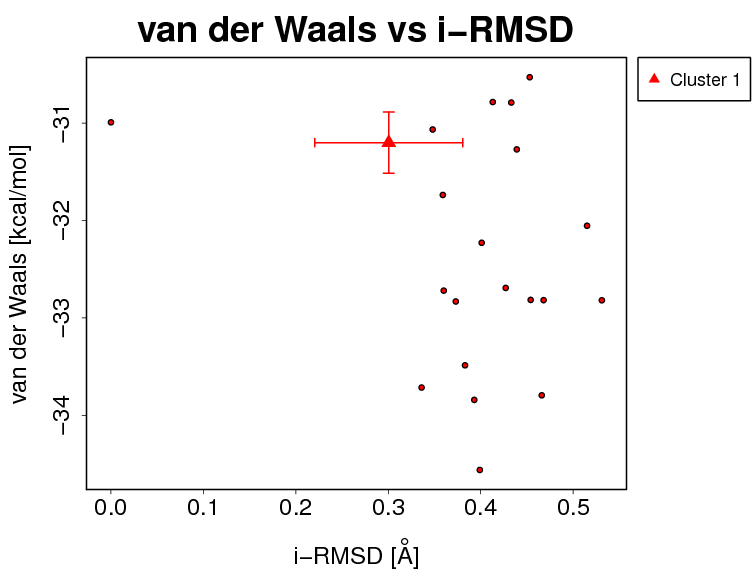 van der Waals vs i−RMSD
Cluster 1
van der Waals [kcal/mol]
−31
−32
−33
−34
0.0 0.1 0.2 0.3 0.4 0.5
i−RMSD [Å]